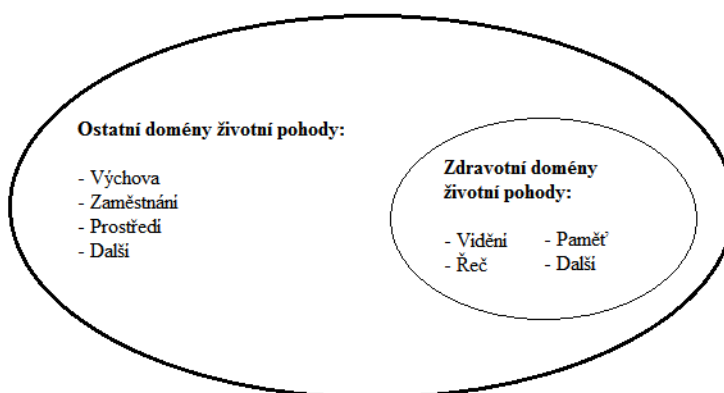 Ostatní domény životní pohody:
- Výchova
- Zaměstnání
- Prostředí
- Další
Zdravotní domény
životní pohody:
- Vidění - Paměť
- Řeč - Další